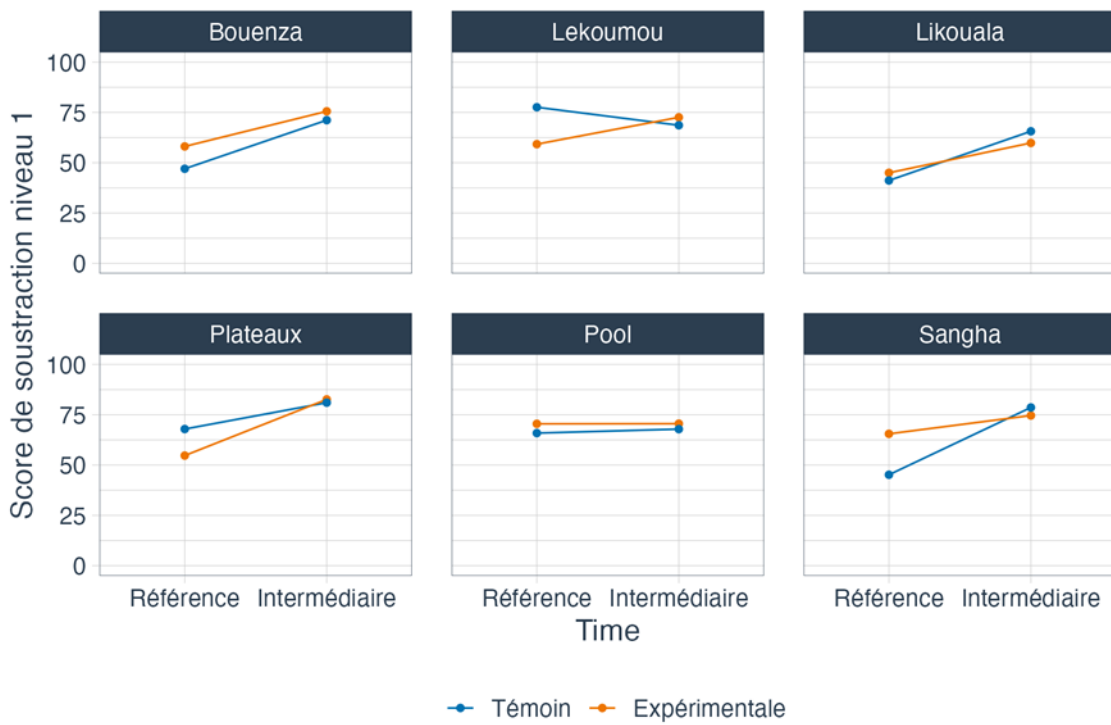 Bouenza
Lekoumou
Likouala
100
75
50
25
0
Plateaux
Pool
Sangha
100
75
50
25
0
Score de soustraction niveau 1
Référence Intermédiaire
Référence Intermédiaire
Référence Intermédiaire
Time
Témoin Expérimentale